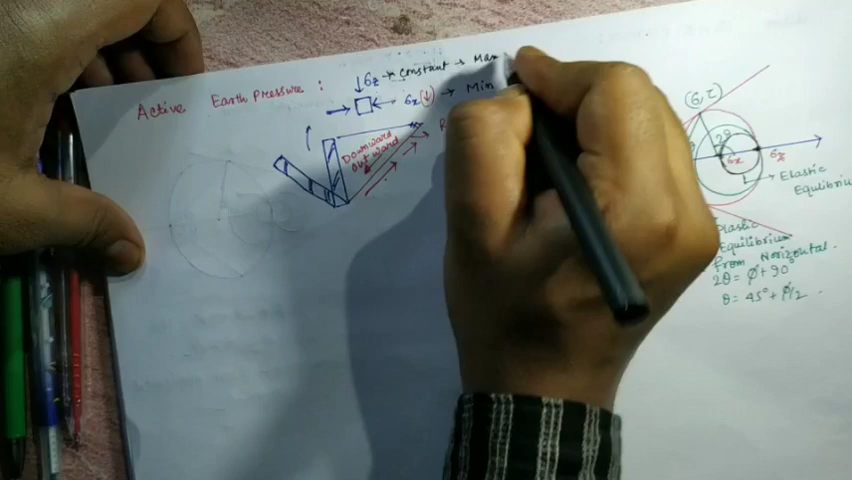 Active Earth Pressure :
↓σz → constant → Max
→ ← σx (↓) → Min
Downward
outward
(σ, τ)
2θ
σx σz
Elastic
Equilibriu
Plastic
Equilibrium
from Horizontal.
2θ = φ + 90°
θ = 45° + φ/2 .